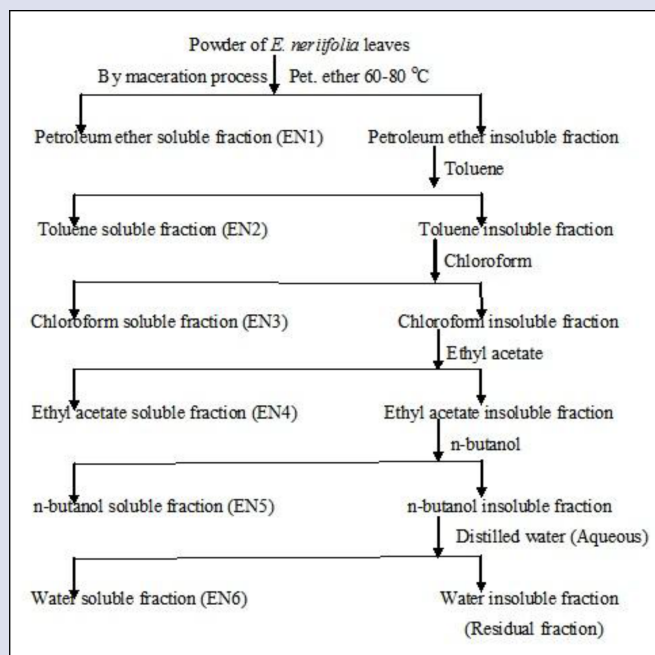 Powder of E. neriifolia leaves
By maceration process Pet. ether 60-80 °C
Petroleum ether soluble fraction (EN1) Petroleum ether insoluble fraction
Toluene
Toluene soluble fraction (EN2) Toluene insoluble fraction
Chloroform
Chloroform soluble fraction (EN3) Chloroform insoluble fraction
Ethyl acetate
Ethyl acetate soluble fraction (EN4) Ethyl acetate insoluble fraction
n-butanol
n-butanol soluble fraction (EN5) n-butanol insoluble fraction
Distilled water (Aqueous)
Water soluble fraction (EN6) Water insoluble fraction
(Residual fraction)